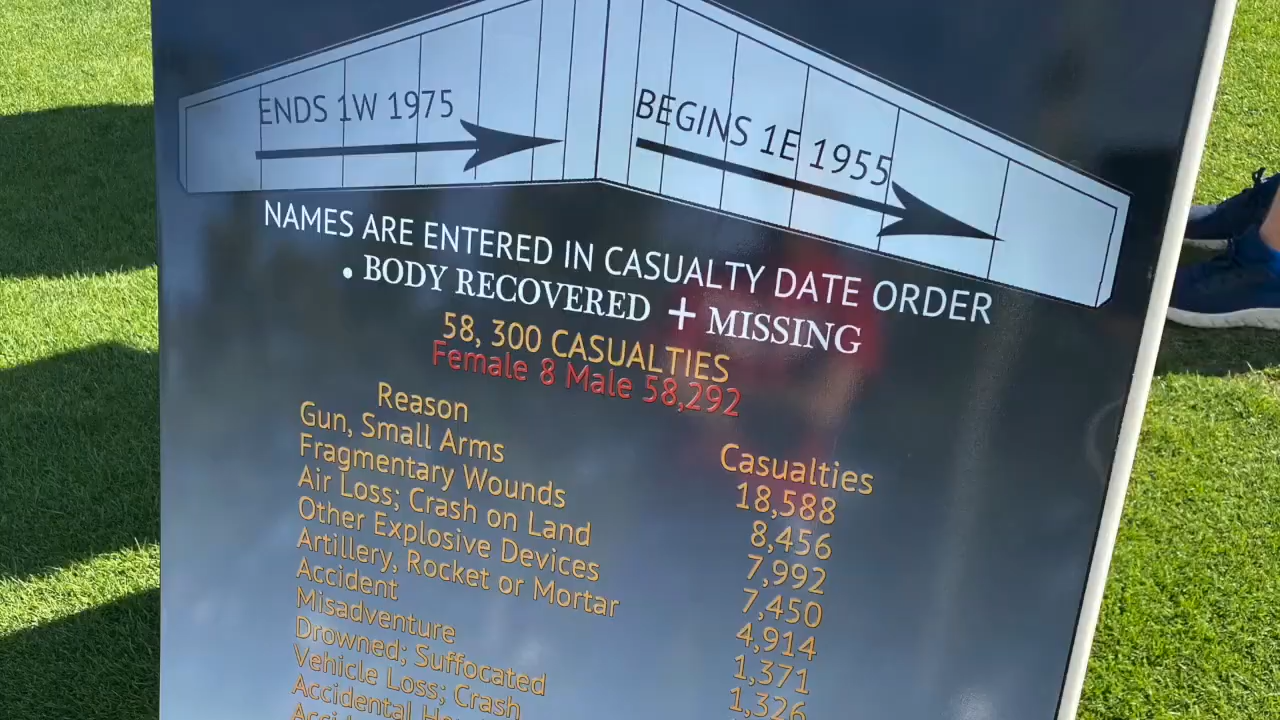 ENDS 1W 1975
BEGINS 1E 1955
NAMES ARE ENTERED IN CASUALTY DATE ORDER
• BODY RECOVERED + MISSING
58, 300 CASUALTIES
Female 8 Male 58,292
Reason Casualties
Gun, Small Arms 18,588
Fragmentary Wounds 8,456
Air Loss; Crash on Land 7,992
Other Explosive Devices 7,450
Artillery, Rocket or Mortar 4,914
Accident 1,371
Misadventure 1,326
Drowned; Suffocated
Vehicle Loss; Crash
Accidental